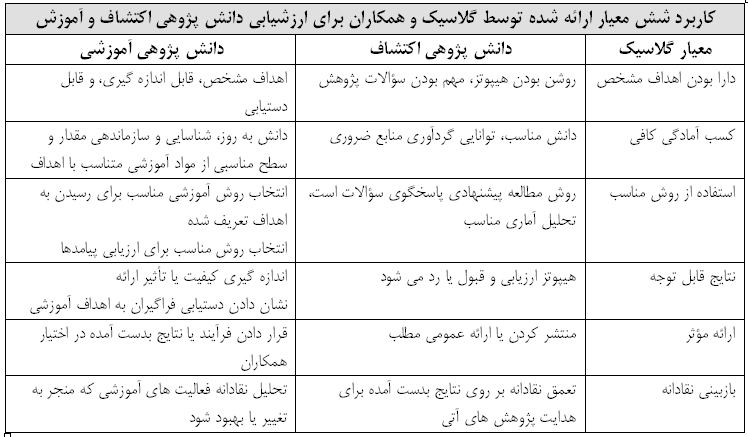 کاربرد شش معیار ارائه شده توسط گلاسیک و همکاران برای ارزشیابی دانش پژوهی اکتشاف و آموزش
معیار گلاسیک
دانش پژوهی اکتشاف
دانش پژوهی آموزشی
دارا بودن اهداف مشخص
روشن بودن هیپوتز، مهم بودن سؤالات پژوهش
اهداف مشخص، قابل اندازه گیری، و قابل
دستیابی
کسب آمادگی کافی
دانش مناسب، توانایی گردآوری منابع ضروری
دانش به روز، شناسایی و سازماندهی مقدار و
سطح مناسبی از مواد آموزشی متناسب با اهداف
استفاده از روش مناسب
روش مطالعه پیشنهادی پاسخگوی سؤالات است،
تحلیل آماری مناسب
انتخاب روش آموزشی مناسب برای رسیدن به
اهداف تعریف شده
انتخاب روش مناسب برای ارزیابی پیامدها
نتایج قابل توجه
هیپوتز ارزیابی و قبول یا رد می شود
اندازه گیری کیفیت یا تأثیر ارائه
نشان دادن دستیابی فراگیران به اهداف آموزشی
ارائه مؤثر
منتشر کردن یا ارائه عمومی مطلب
قرار دادن فرآیند یا نتایج بدست آمده در اختیار
همکاران
بازبینی نقادانه
تعمق نقادانه بر روی نتایج بدست آمده برای
هدایت پژوهش های آتی
تحلیل نقادانه فعالیت های آموزشی که منجر به
تغییر یا بهبود شود